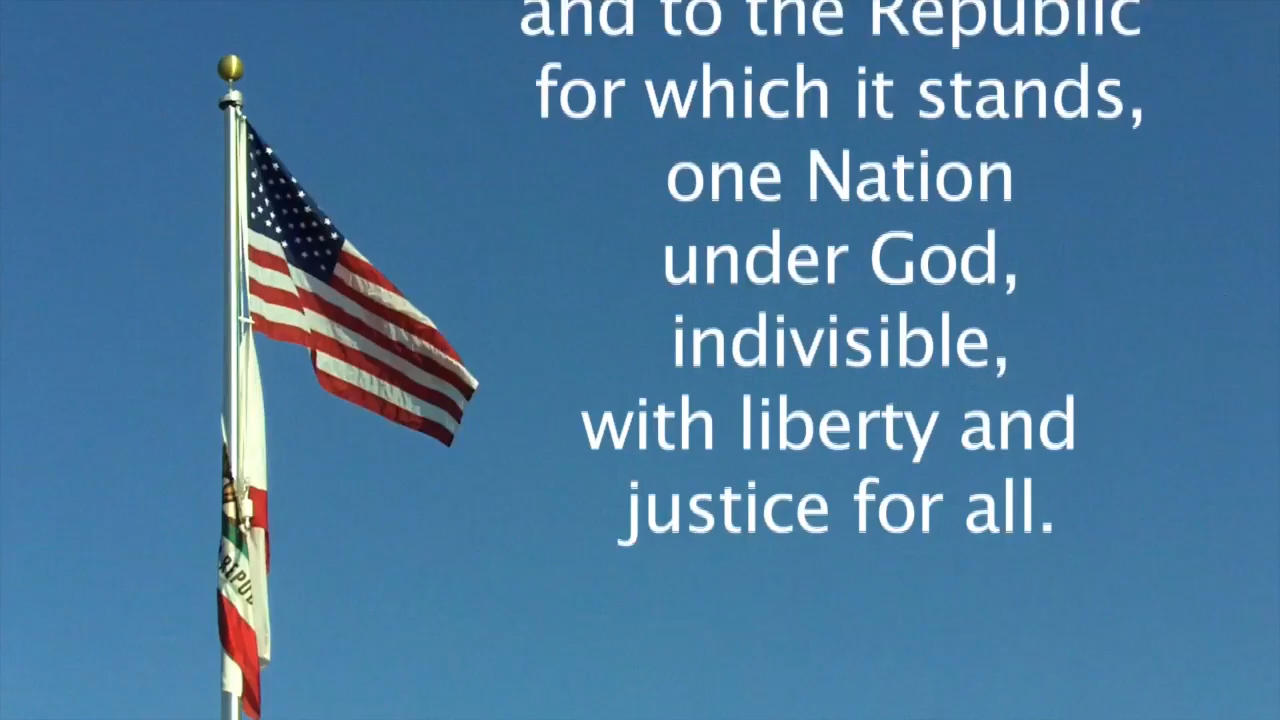 and to the Republic
for which it stands,
one Nation
under God,
indivisible,
with liberty and
justice for all.
REPU